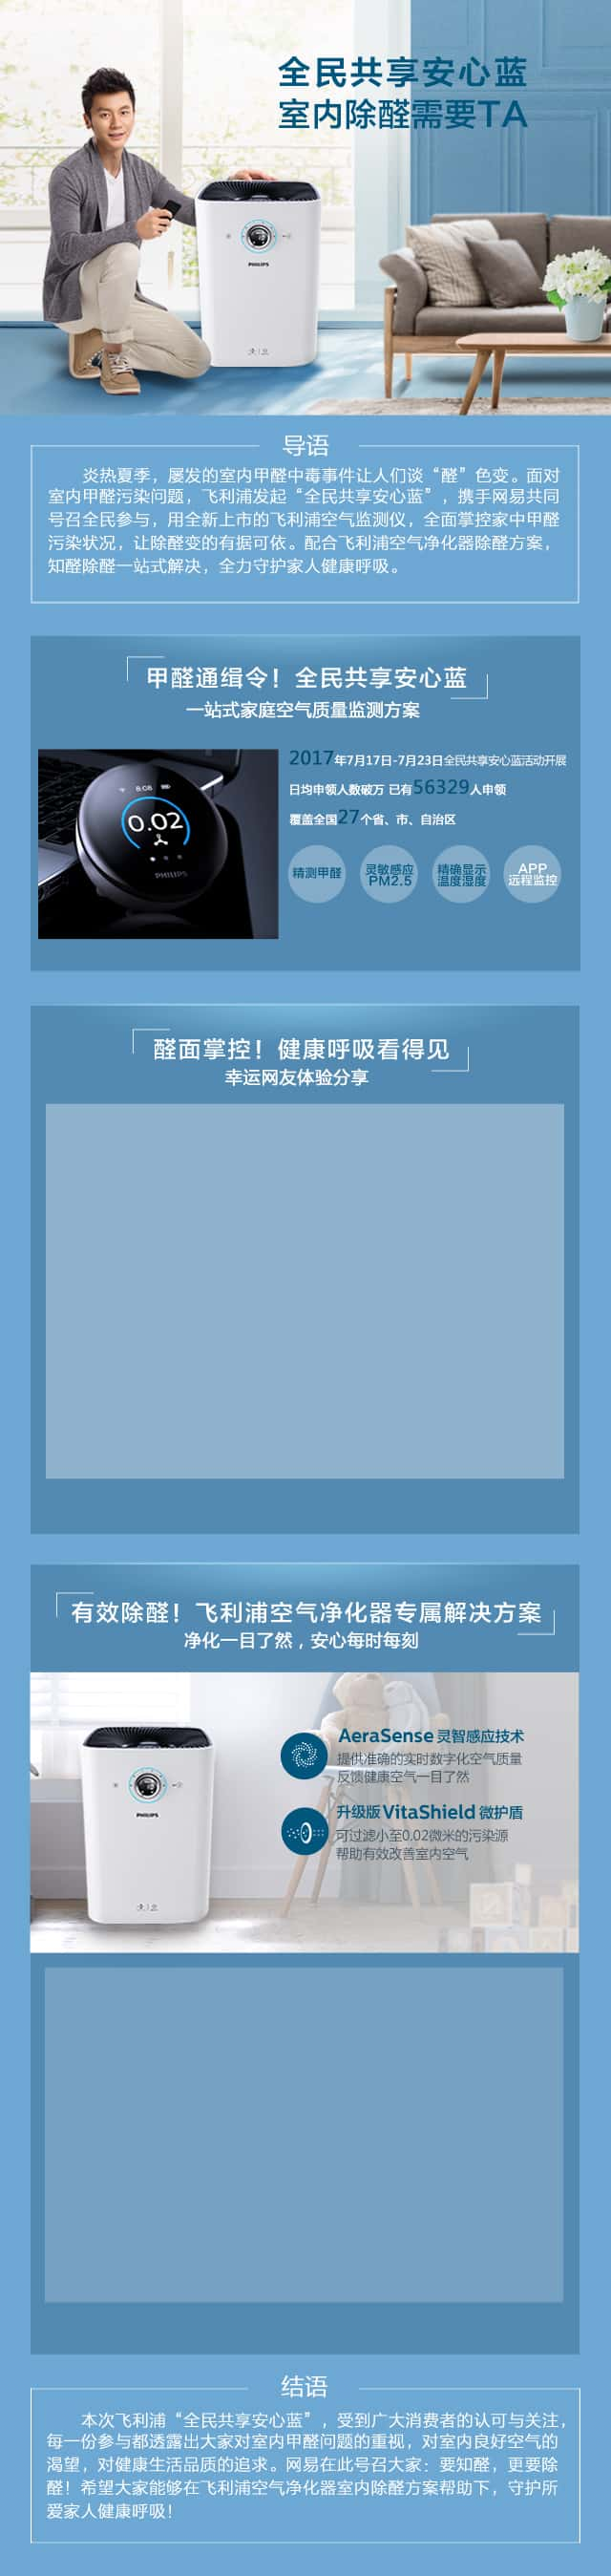 全民共享安心蓝
室内除醛需要TA
PHILIPS
导语
炎热夏季，屡发的室内甲醛中毒事件让人们谈“醛”色变。面对
室内甲醛污染问题，飞利浦发起“全民共享安心蓝”，携手网易共同
号召全民参与，用全新上市的飞利浦空气监测仪，全面掌控家中甲醛
污染状况，让除醛变的有据可依。配合飞利浦空气净化器除醛方案，
知醛除醛一站式解决，全力守护家人健康呼吸。
甲醛通缉令！全民共享安心蓝
一站式家庭空气质量监测方案
8:08
0.02
PHILIPS
2017年7月17日-7月23日全民共享安心蓝活动开展
日均申领人数破万 已有56329人申领
覆盖全国27个省、市、自治区
精测甲醛
灵敏感应
PM2.5
精确显示
温度湿度
APP
远程监控
醛面掌控！健康呼吸看得见
幸运网友体验分享
有效除醛！飞利浦空气净化器专属解决方案
净化一目了然，安心每时每刻
PHILIPS
AeraSense 灵智感应技术
提供准确的实时数字化空气质量
反馈健康空气一目了然
升级版 VitaShield 微护盾
可过滤小至0.02微米的污染源
帮助有效改善室内空气
结语
本次飞利浦“全民共享安心蓝”，受到广大消费者的认可与关注，
每一份参与都透露出大家对室内甲醛问题的重视，对室内良好空气的
渴望，对健康生活品质的追求。网易在此号召大家：要知醛，更要除
醛！希望大家能够在飞利浦空气净化器室内除醛方案帮助下，守护所
爱家人健康呼吸！